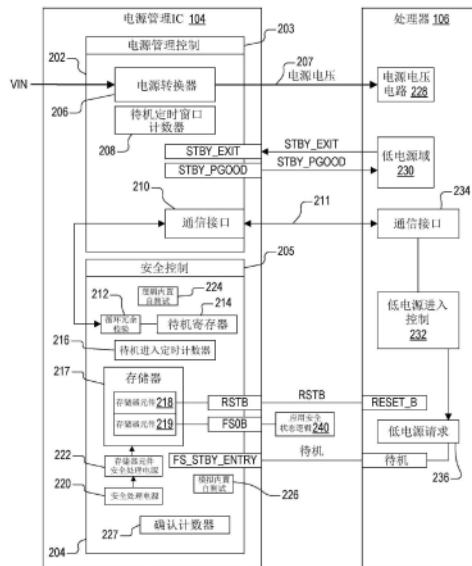 电源管理IC 104
处理器 106
电源管理控制
203
202
VIN
电源转换器
207
电源电压
电源电压
电路 228
206
待机定时窗口
计数器
208
STBY_EXIT
STBY_EXIT
STBY_PGOOD
STBY_PGOOD
低电源域
230
210
234
通信接口
211
通信接口
205
安全控制
224
逻辑内置
自测试
212
214
循环冗余
校验
待机寄存器
低电源进入
控制
232
216
待机进入定时计数器
217
存储器
存储器元件 218
存储器元件 219
RSTB
RSTB
RESET_B
FS0B
应用安全
状态逻辑 240
低电源请求
222
存储器元件
安全处理电源
待机
FS_STBY_ENTRY
待机
236
220
安全处理电源
模拟内置
自测试
226
227
确认计数器
204